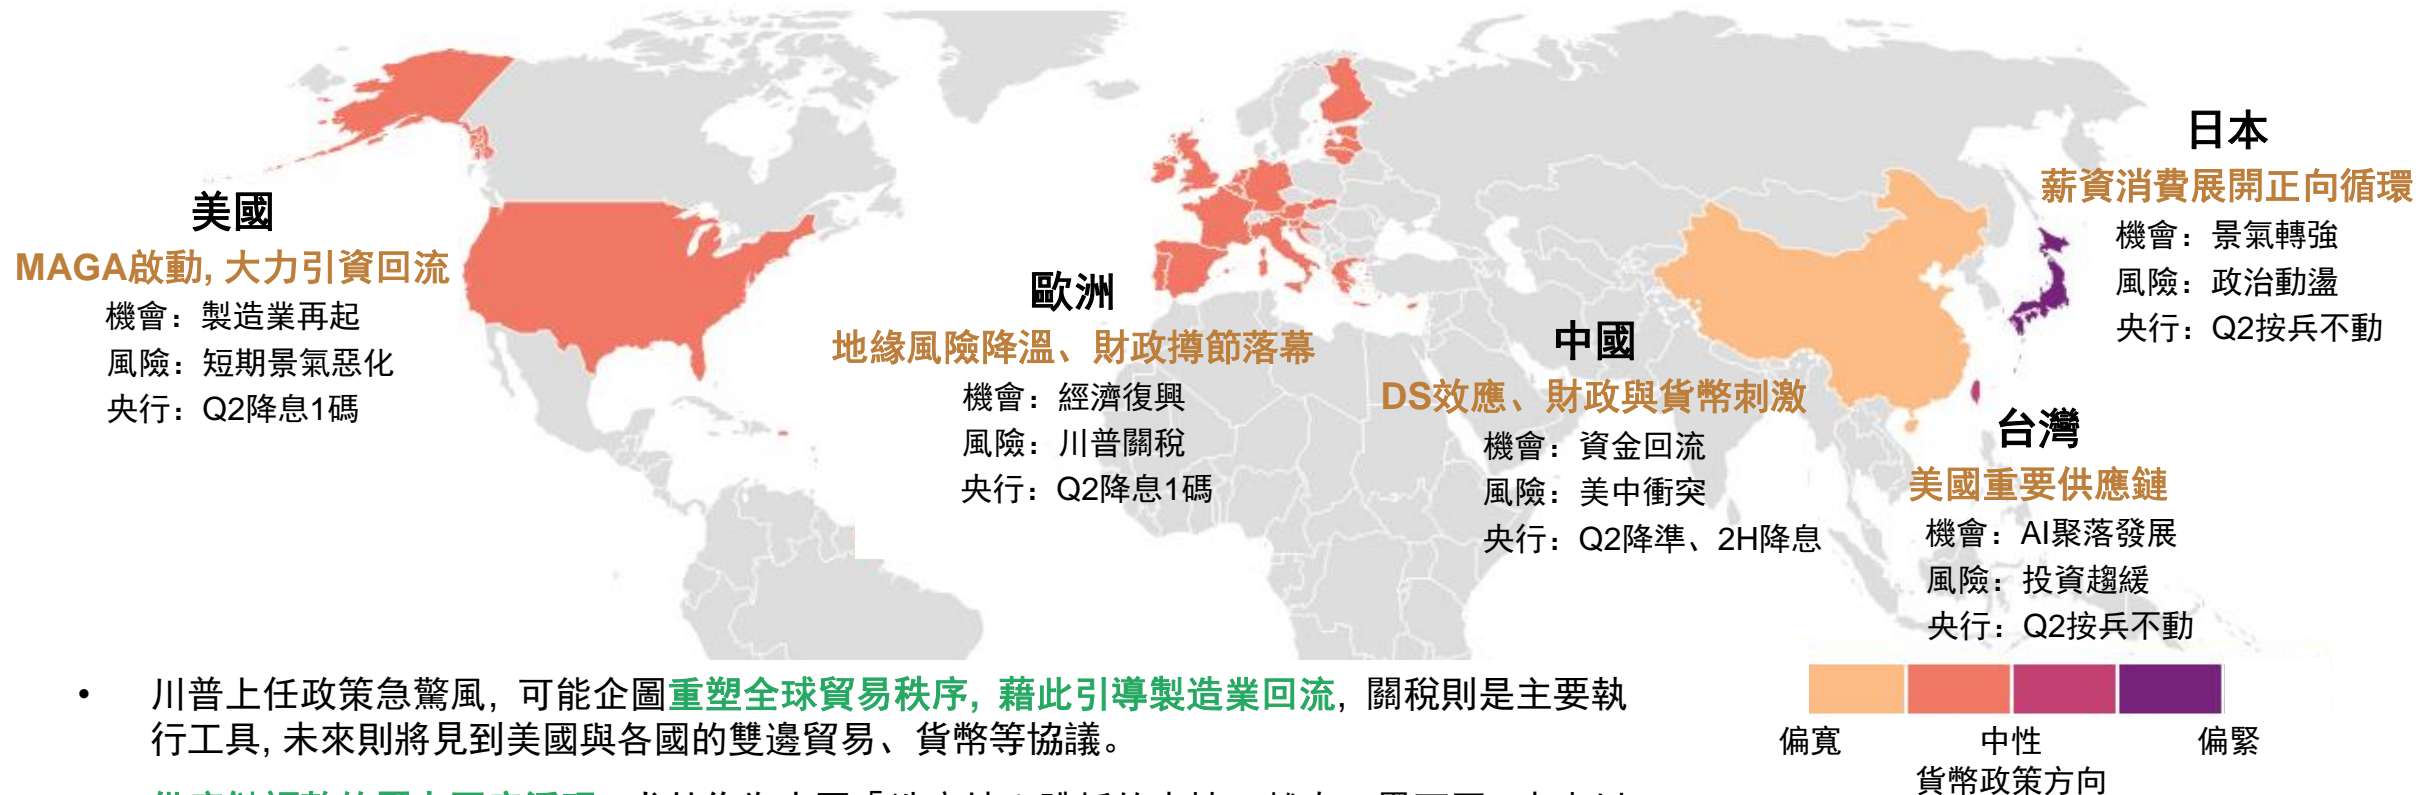 美國
MAGA啟動, 大力引資回流
機會：製造業再起
風險：短期景氣惡化
央行：Q2降息1碼
歐洲
地緣風險降溫、財政撙節落幕
機會：經濟復興
風險：川普關稅
央行：Q2降息1碼
中國
DS效應、財政與貨幣刺激
機會：資金回流
風險：美中衝突
央行：Q2降準、2H降息
日本
薪資消費展開正向循環
機會：景氣轉強
風險：政治動盪
央行：Q2按兵不動
台灣
美國重要供應鏈
機會：AI聚落發展
風險：投資趨緩
央行：Q2按兵不動
偏寬 中性 偏緊
貨幣政策方向
• 川普上任政策急驚風, 可能企圖重塑全球貿易秩序, 藉此引導製造業回流, 關稅則是主要執
行工具, 未來則將見到美國與各國的雙邊貿易、貨幣等協議。